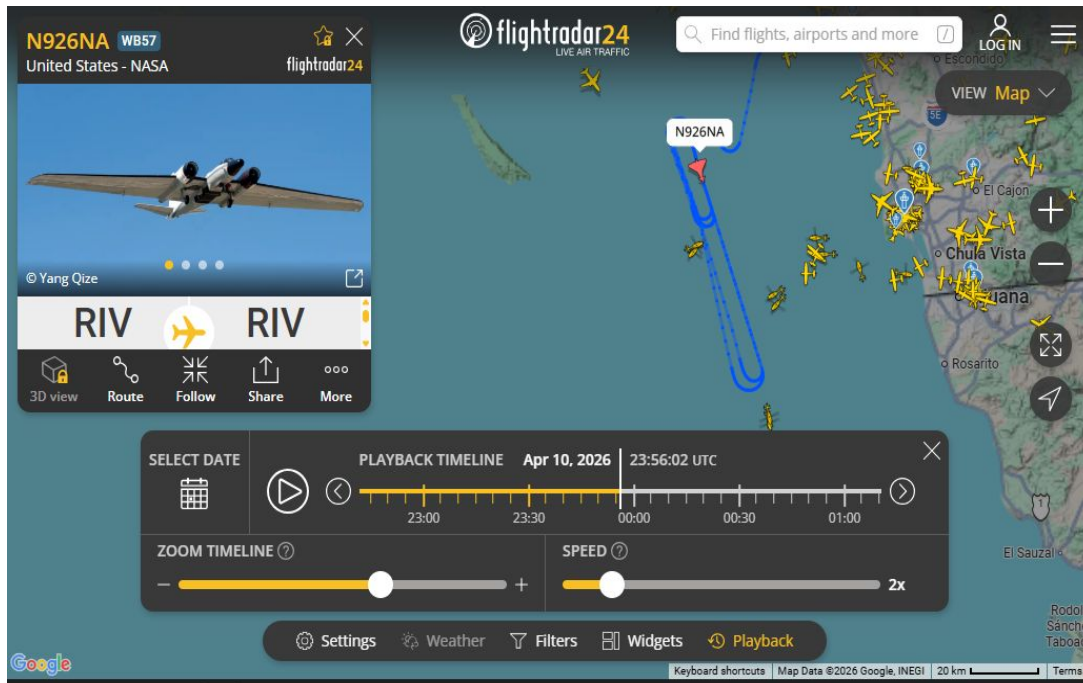 N926NA WB57
United States - NASA
flightradar24
© Yang Qize
RIV RIV
3D view Route Follow Share More
flightradar24
LIVE AIR TRAFFIC
Find flights, airports and more /
LOG IN
VIEW Map
N926NA
Escondido
5E
El Cajon
Chula Vista
Rosarito
1
El Sauzal
SELECT DATE
PLAYBACK TIMELINE Apr 10, 2026 23:56:02 UTC
23:00 23:30 00:00 00:30 01:00
ZOOM TIMELINE ?
- +
SPEED ?
2x
Settings Weather Filters Widgets Playback
Google
Keyboard shortcuts Map Data ©2026 Google, INEGI 20 km Terms